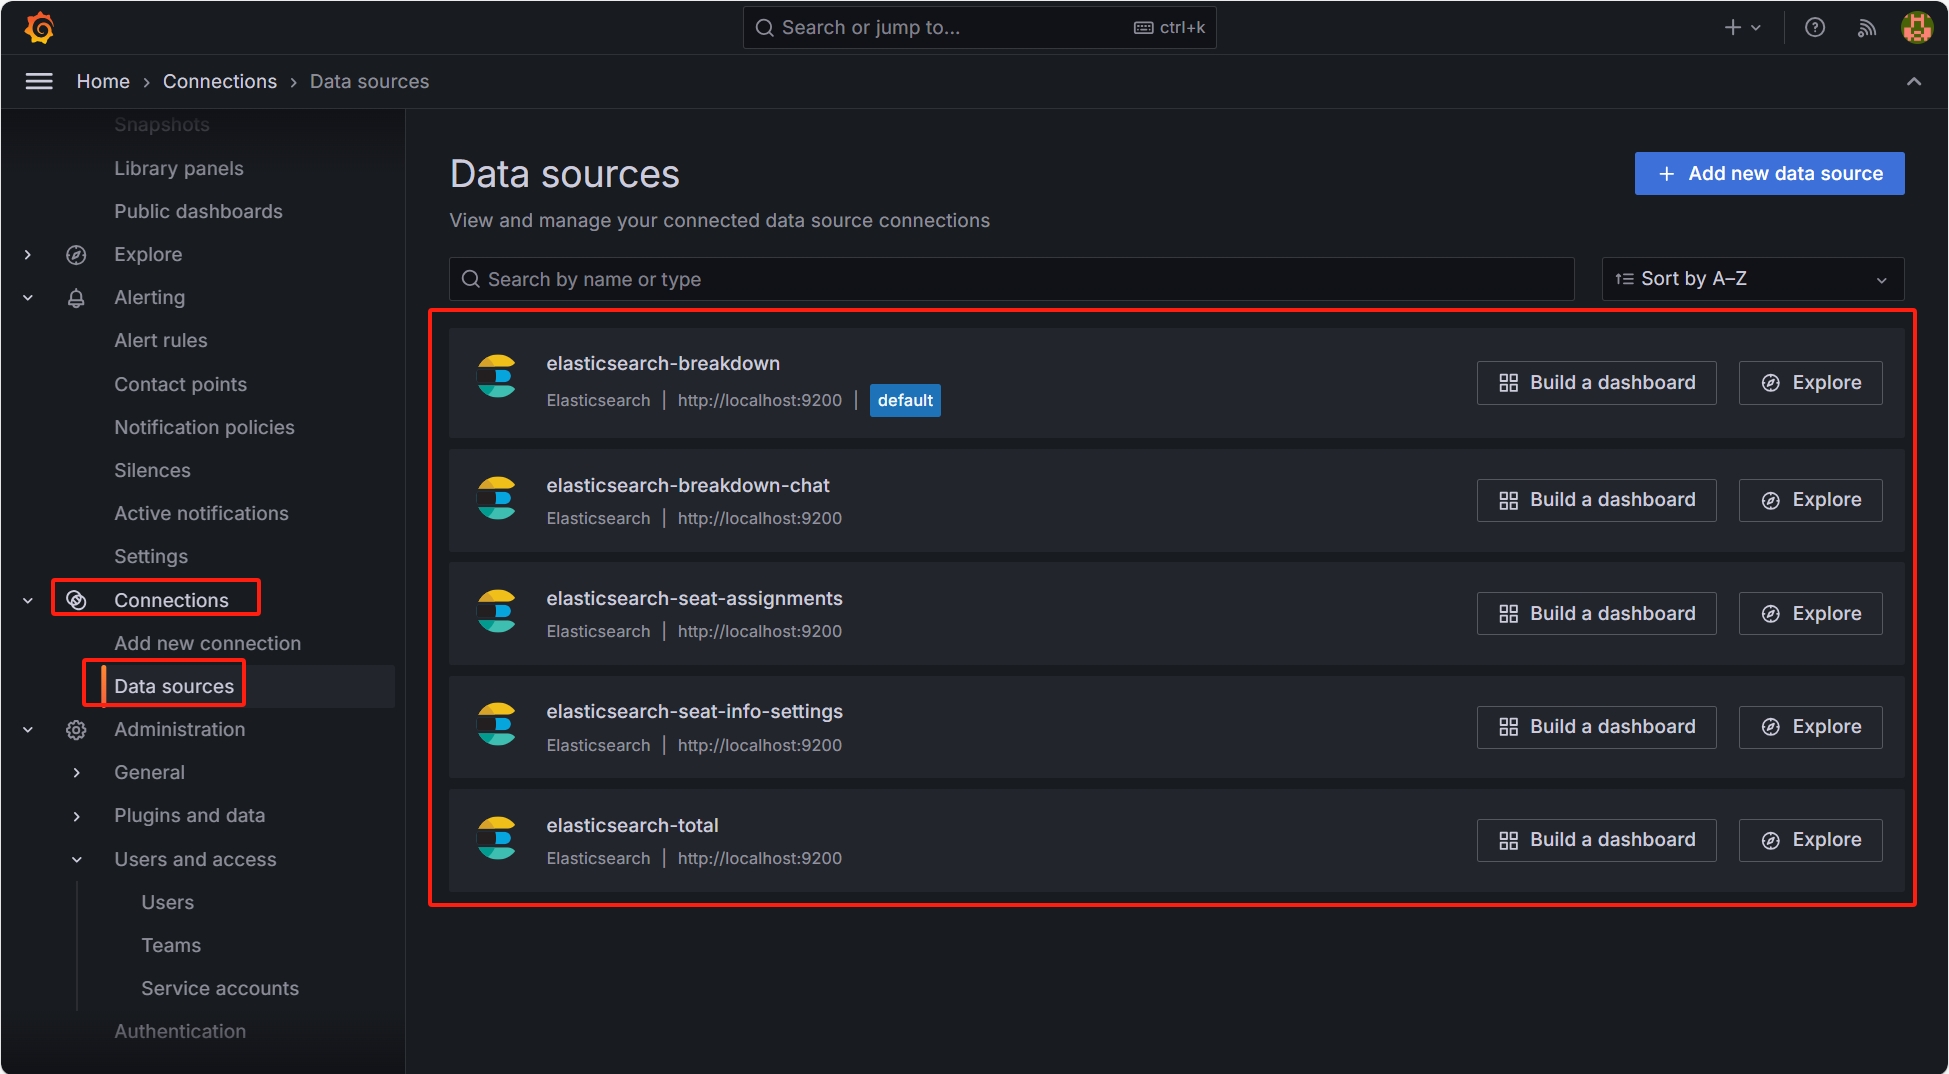 Search or jump to...
ctrl+k
Home › Connections › Data sources
Snapshots
Library panels
Public dashboards
Explore
Alerting
Alert rules
Contact points
Notification policies
Silences
Active notifications
Settings
Connections
Add new connection
Data sources
Administration
General
Plugins and data
Users and access
Users
Teams
Service accounts
Authentication
Data sources
Add new data source
View and manage your connected data source connections
Search by name or type
Sort by A–Z
elasticsearch-breakdown
Elasticsearch | http://localhost:9200 | default
Build a dashboard
Explore
elasticsearch-breakdown-chat
Elasticsearch | http://localhost:9200
Build a dashboard
Explore
elasticsearch-seat-assignments
Elasticsearch | http://localhost:9200
Build a dashboard
Explore
elasticsearch-seat-info-settings
Elasticsearch | http://localhost:9200
Build a dashboard
Explore
elasticsearch-total
Elasticsearch | http://localhost:9200
Build a dashboard
Explore